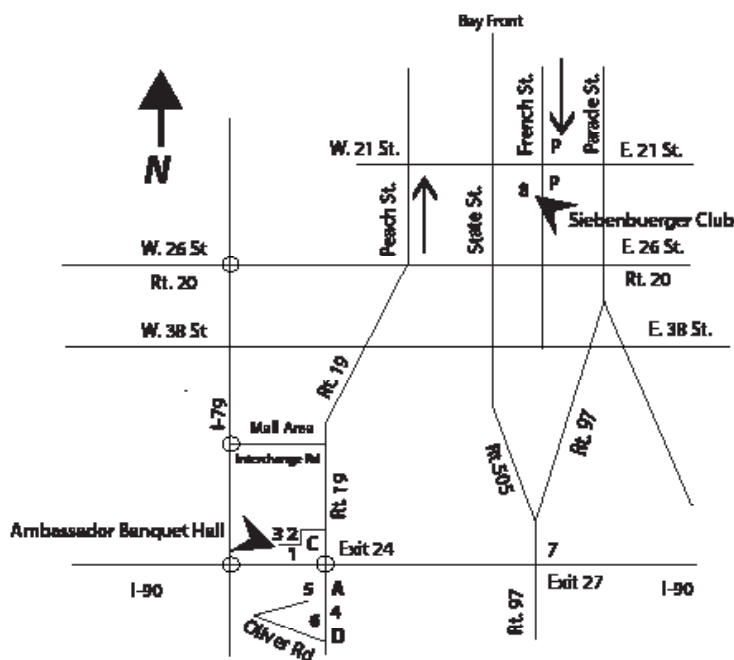 Bay Front
N
W. 21 St.
French St.
P
Parade St.
E. 21 St.
P
a
Siebenbuerger Club
Peach St.
State St.
W. 26 St
Rt. 20
E. 26 St.
Rt. 20
W. 38 St
E. 38 St.
Rt. 19
I-79
Mall Area
Interchange Rd
Rt. 19
Rt. 505
Rt. 97
Ambassador Banquet Hall
3 2
1
C
Exit 24
7
I-90
Exit 27
I-90
5
A
4
6
D
Oliver Rd
Rt. 97